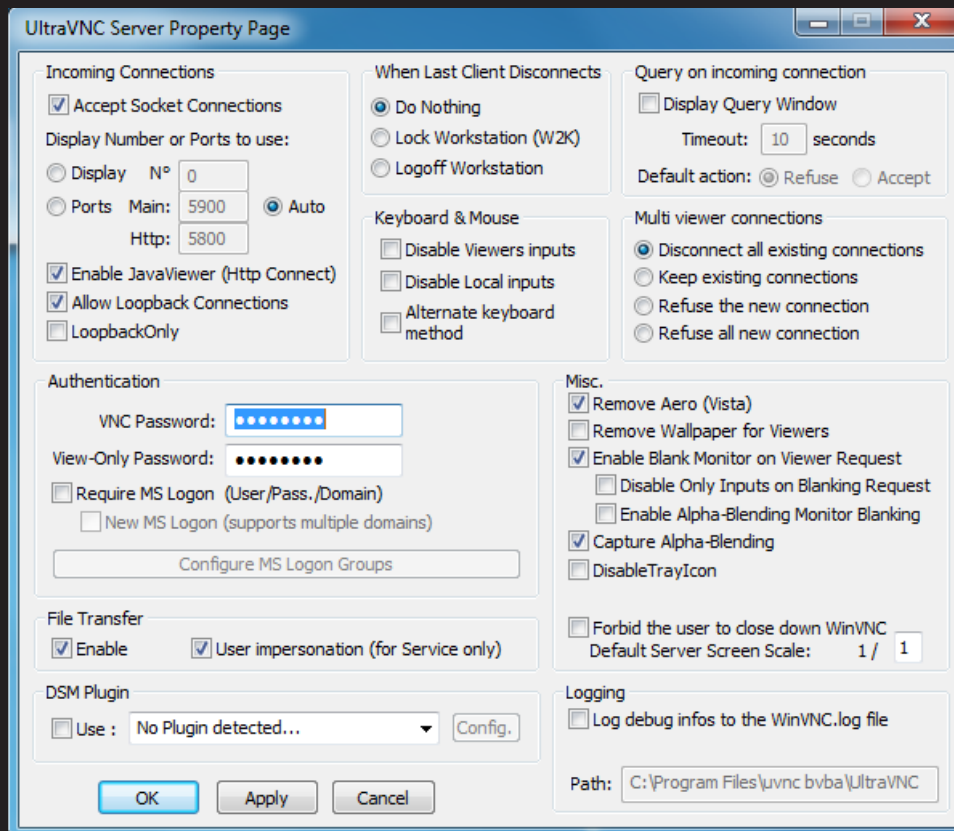 UltraVNC Server Property Page
Incoming Connections
Accept Socket Connections
Display Number or Ports to use:
Display N° 0
Ports Main: 5900 Auto
Http: 5800
Enable JavaViewer (Http Connect)
Allow Loopback Connections
LoopbackOnly
When Last Client Disconnects
Do Nothing
Lock Workstation (W2K)
Logoff Workstation
Keyboard & Mouse
Disable Viewers inputs
Disable Local inputs
Alternate keyboard
method
Query on incoming connection
Display Query Window
Timeout: 10 seconds
Default action: Refuse Accept
Multi viewer connections
Disconnect all existing connections
Keep existing connections
Refuse the new connection
Refuse all new connection
Authentication
VNC Password: ●●●●●●●●
View-Only Password: ●●●●●●●●
Require MS Logon (User/Pass./Domain)
New MS Logon (supports multiple domains)
Configure MS Logon Groups
File Transfer
Enable User impersonation (for Service only)
DSM Plugin
Use : No Plugin detected... Config.
Misc.
Remove Aero (Vista)
Remove Wallpaper for Viewers
Enable Blank Monitor on Viewer Request
Disable Only Inputs on Blanking Request
Enable Alpha-Blending Monitor Blanking
Capture Alpha-Blending
DisableTrayIcon
Forbid the user to close down WinVNC
Default Server Screen Scale: 1 / 1
Logging
Log debug infos to the WinVNC.log file
Path: C:\Program Files\uvnc bvba\UltraVNC
OK Apply Cancel